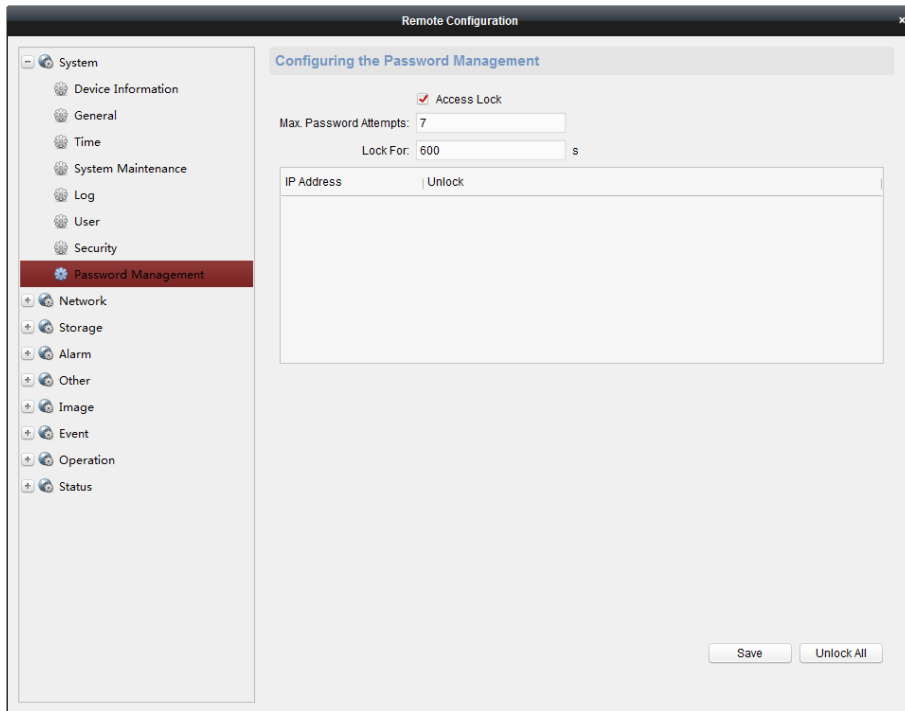 Remote Configuration
System
Device Information
General
Time
System Maintenance
Log
User
Security
Password Management
Network
Storage
Alarm
Other
Image
Event
Operation
Status
Configuring the Password Management
Access Lock
Max. Password Attempts: 7
Lock For: 600 s
IP Address Unlock
Save Unlock All